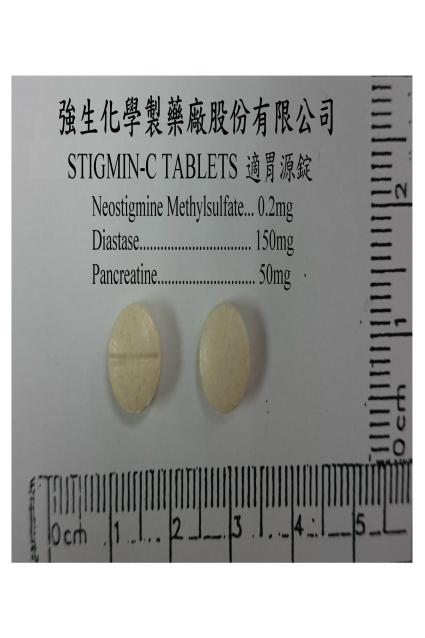 強生化學製藥廠股份有限公司
STIGMIN-C TABLETS 適胃源錠
Neostigmine Methylsulfate... 0.2mg
Diastase................................ 150mg
Pancreatine............................ 50mg
2
1
0cm
0cm 1 2 3 4 5